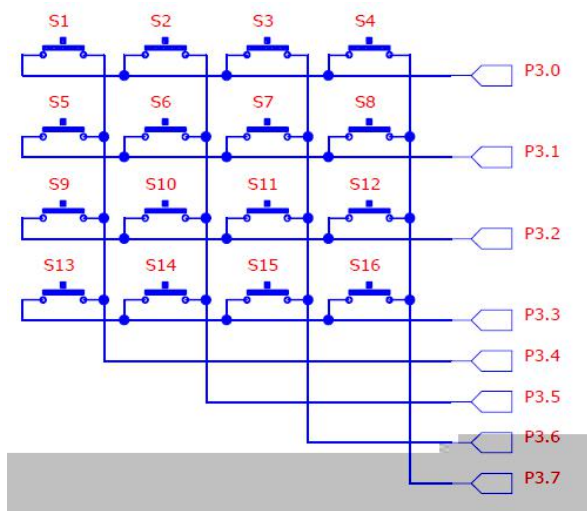 S1 S2 S3 S4
P3.0
S5 S6 S7 S8
P3.1
S9 S10 S11 S12
P3.2
S13 S14 S15 S16
P3.3
P3.4
P3.5
P3.6
P3.7